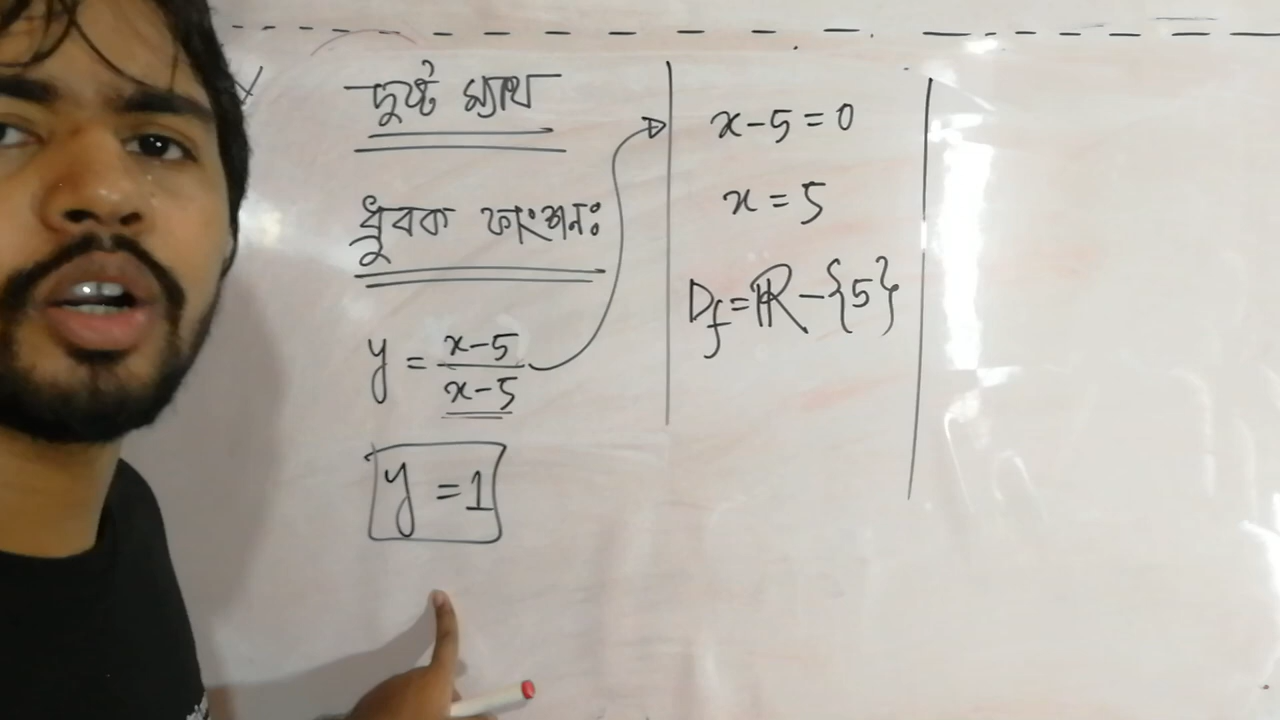 দুষ্টু ম্যাথ
ধ্রুবক ফাংশনঃ
y = x-5 / x-5
y = 1
x-5=0
x = 5
D_f = ℝ - {5}